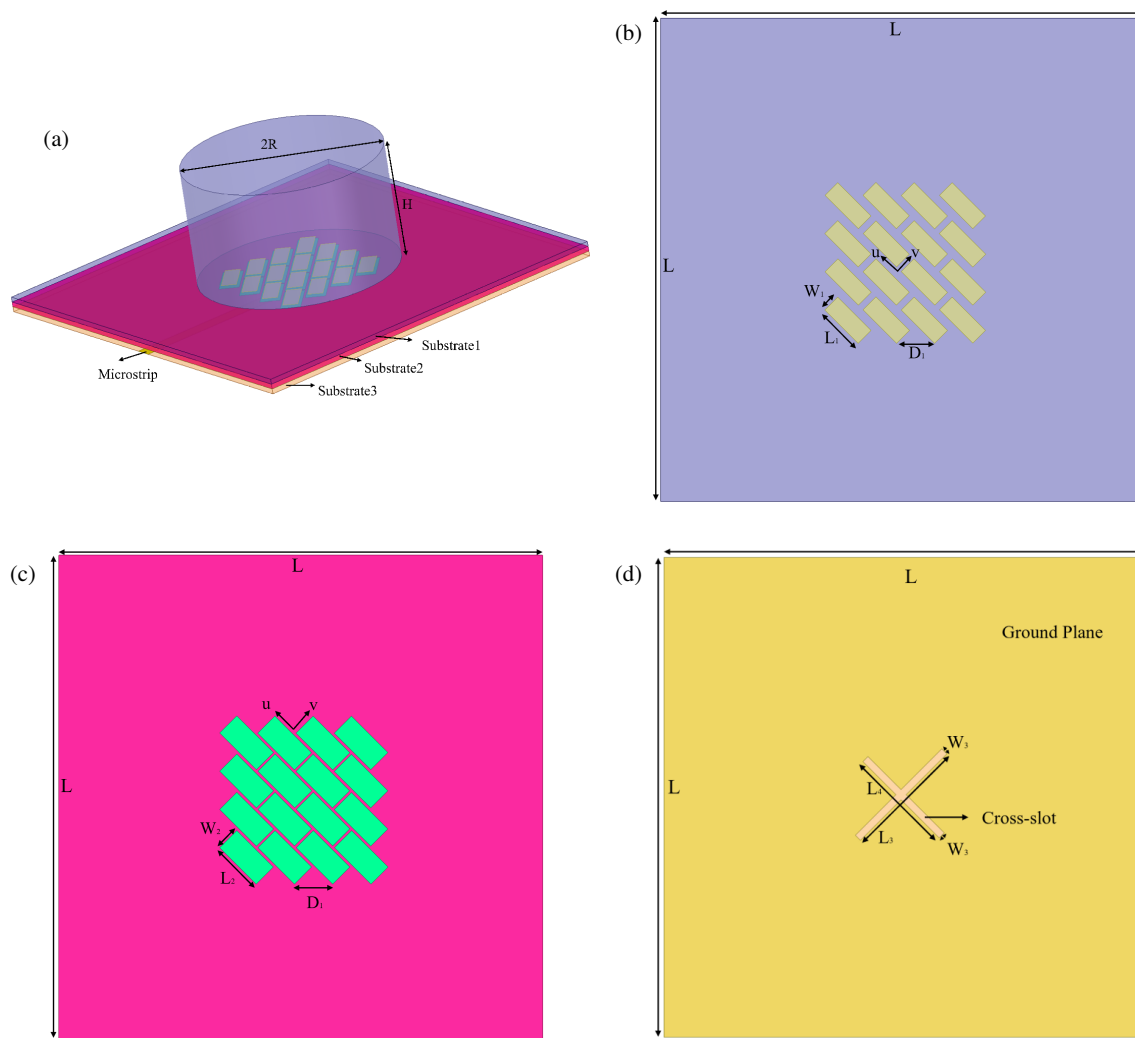 (a)
2R
H
Microstrip
Substrate1
Substrate2
Substrate3
(b)
L
L
u
v
W1
L1
D1
(c)
L
L
u
v
W2
L2
D1
(d)
L
L
Ground Plane
W3
L4
L3
Cross-slot
W3